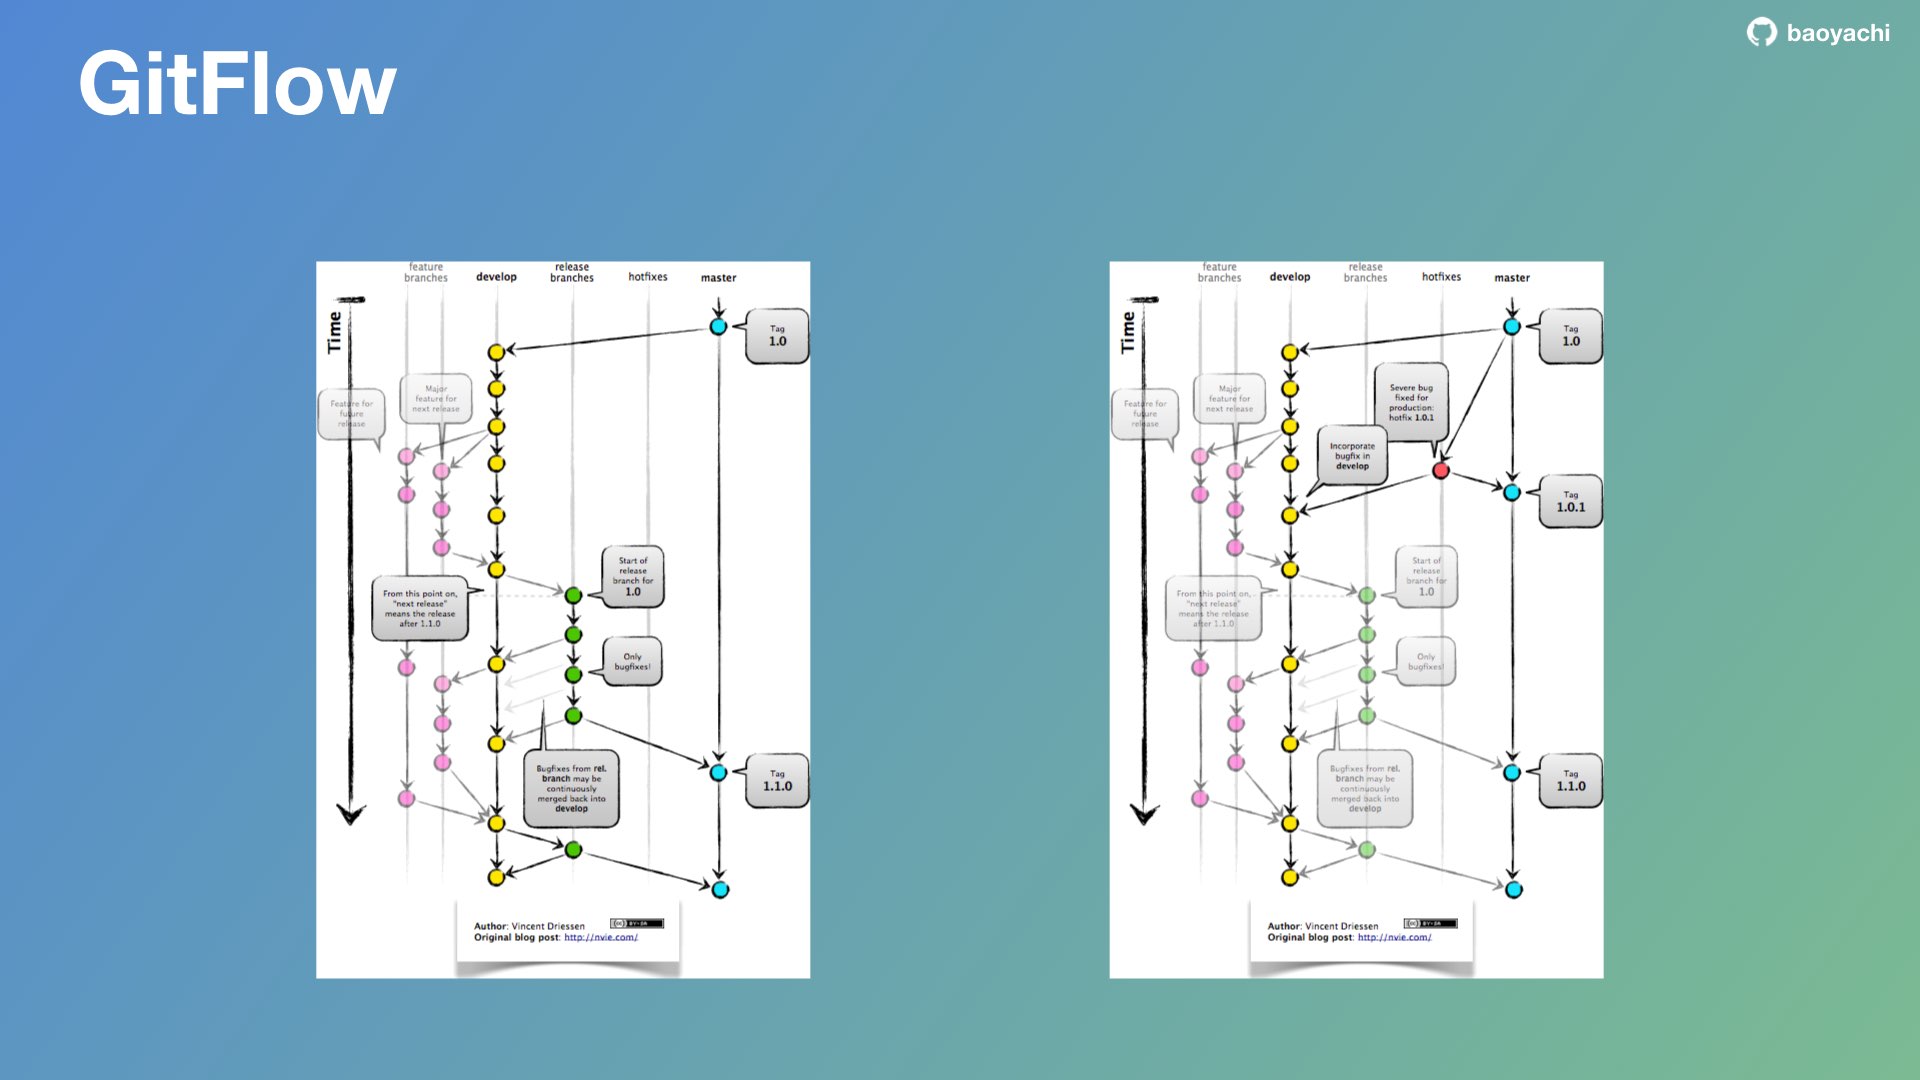 GitFlow
baoyachi
feature
branches
develop
release
branches
hotfixes
master
Time
Tag
1.0
Feature for
future
release
Major
feature for
next release
Start of
release
branch for
1.0
From this point on,
"next release"
means the release
after 1.1.0
Only
bugfixes!
Bugfixes from rel.
branch may be
continuously
merged back into
develop
Tag
1.1.0
Author: Vincent Driessen
Original blog post: http://nvie.com/
(cc) BY-SA
feature
branches
develop
release
branches
hotfixes
master
Time
Tag
1.0
Feature for
future
release
Major
feature for
next release
Severe bug
fixed for
production:
hotfix 1.0.1
Incorporate
bugfix in
develop
Tag
1.0.1
Start of
release
branch for
1.0
From this point on,
"next release"
means the release
after 1.1.0
Only
bugfixes!
Bugfixes from rel.
branch may be
continuously
merged back into
develop
Tag
1.1.0
Author: Vincent Driessen
Original blog post: http://nvie.com/
(cc) BY-SA